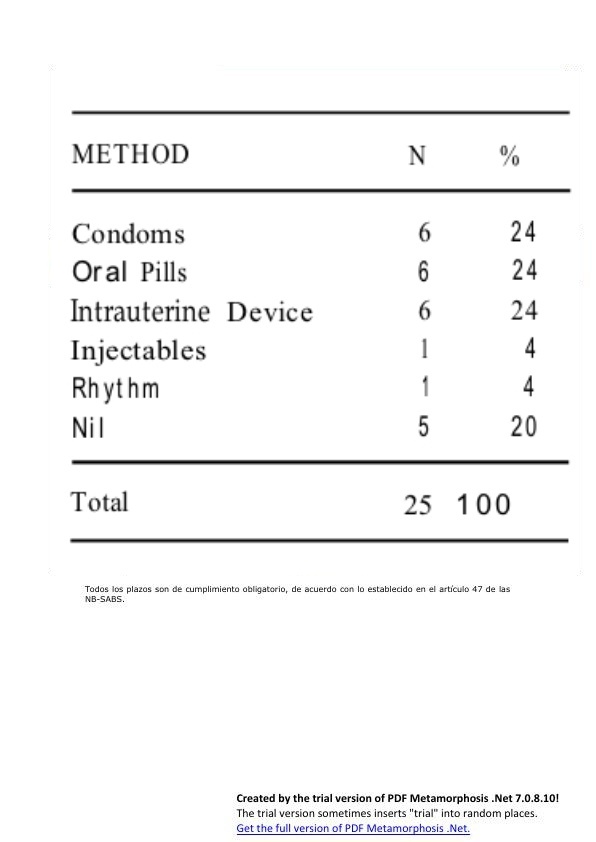 METHOD N %
Condoms 6 24
Oral Pills 6 24
Intrauterine Device 6 24
Injectables 1 4
Rhythm 1 4
Nil 5 20
Total 25 100
Todos los plazos son de cumplimiento obligatorio, de acuerdo con lo establecido en el artículo 47 de las
NB-SABS.
Created by the trial version of PDF Metamorphosis .Net 7.0.8.10!
The trial version sometimes inserts "trial" into random places.
Get the full version of PDF Metamorphosis .Net.